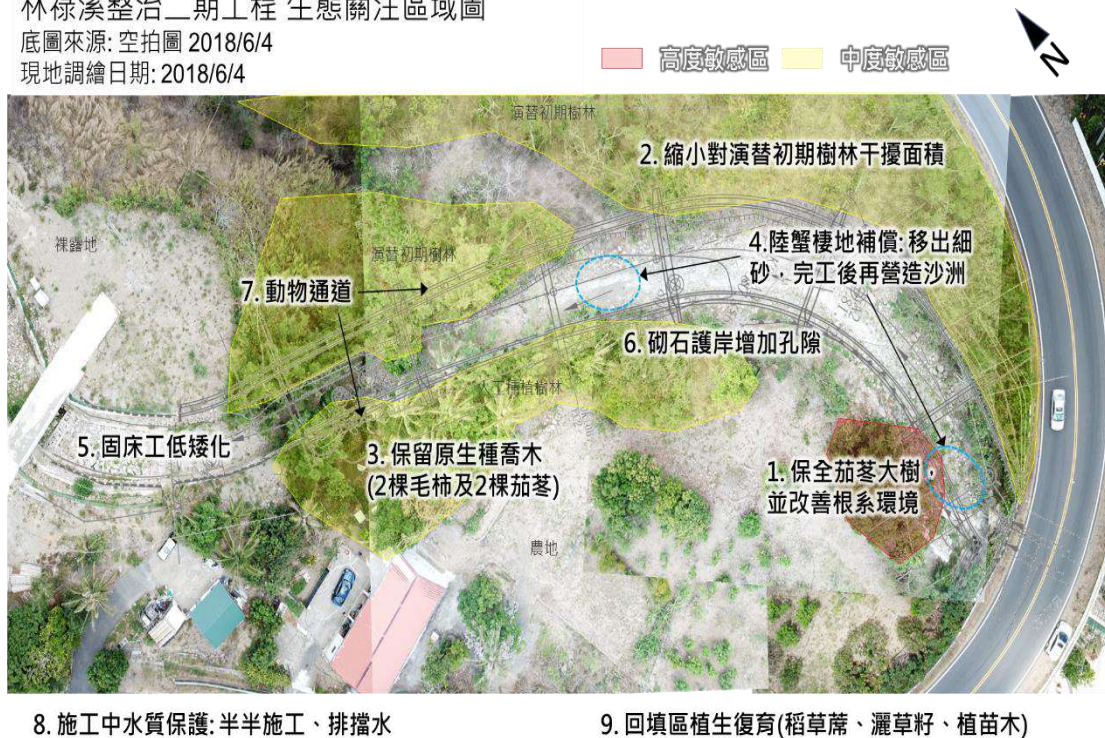 林祿溪整治二期工程 生態關注區域圖
底圖來源: 空拍圖 2018/6/4
現地調繪日期: 2018/6/4
高度敏感區
中度敏感區
N
演替初期樹林
2. 縮小對演替初期樹林干擾面積
裸露地
演替初期樹林
4.陸蟹棲地補償: 移出細
砂，完工後再營造沙洲
7. 動物通道
6. 砌石護岸增加孔隙
人工種植樹林
5. 固床工低矮化
3. 保留原生種喬木
(2棵毛柿及2棵茄苳)
1. 保全茄苳大樹
並改善根系環境
農地
8. 施工中水質保護: 半半施工、排擋水
9. 回填區植生復育(稻草蓆、灑草籽、植苗木)